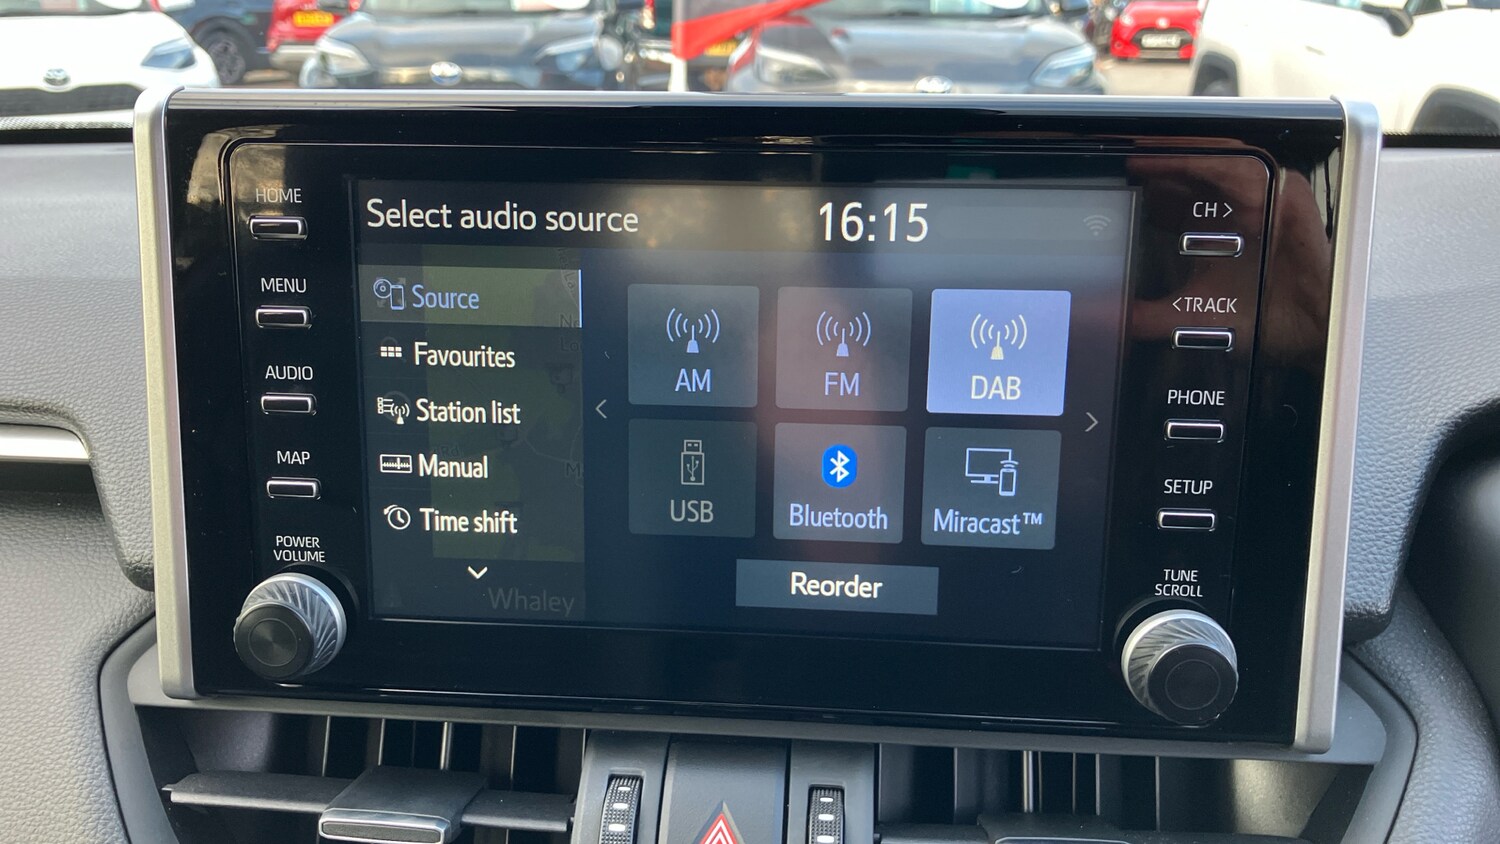 HOME
MENU
AUDIO
MAP
POWER
VOLUME
Select audio source
16:15
Source
Favourites
Station list
Manual
Time shift
Whaley
AM
FM
DAB
USB
Bluetooth
Miracast™
Reorder
CH >
< TRACK
PHONE
SETUP
TUNE
SCROLL